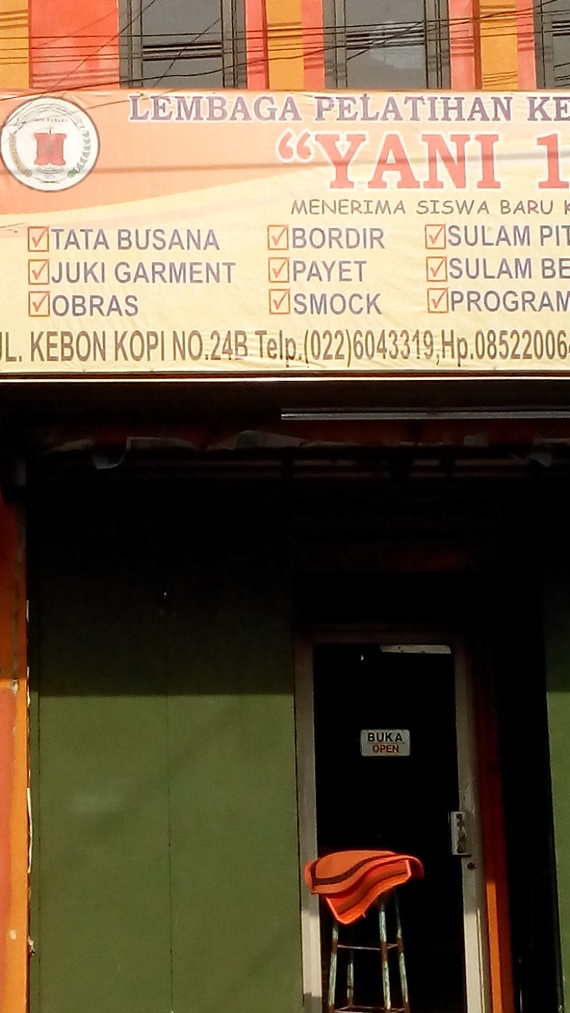 LEMBAGA PELATIHAN KE
"YANI 1
MENERIMA SISWA BARU K
TATA BUSANA BORDIR SULAM PIT
JUKI GARMENT PAYET SULAM BE
OBRAS SMOCK PROGRAM
JL. KEBON KOPI NO.24B Telp.(022)6043319,Hp.08522006
BUKA
OPEN